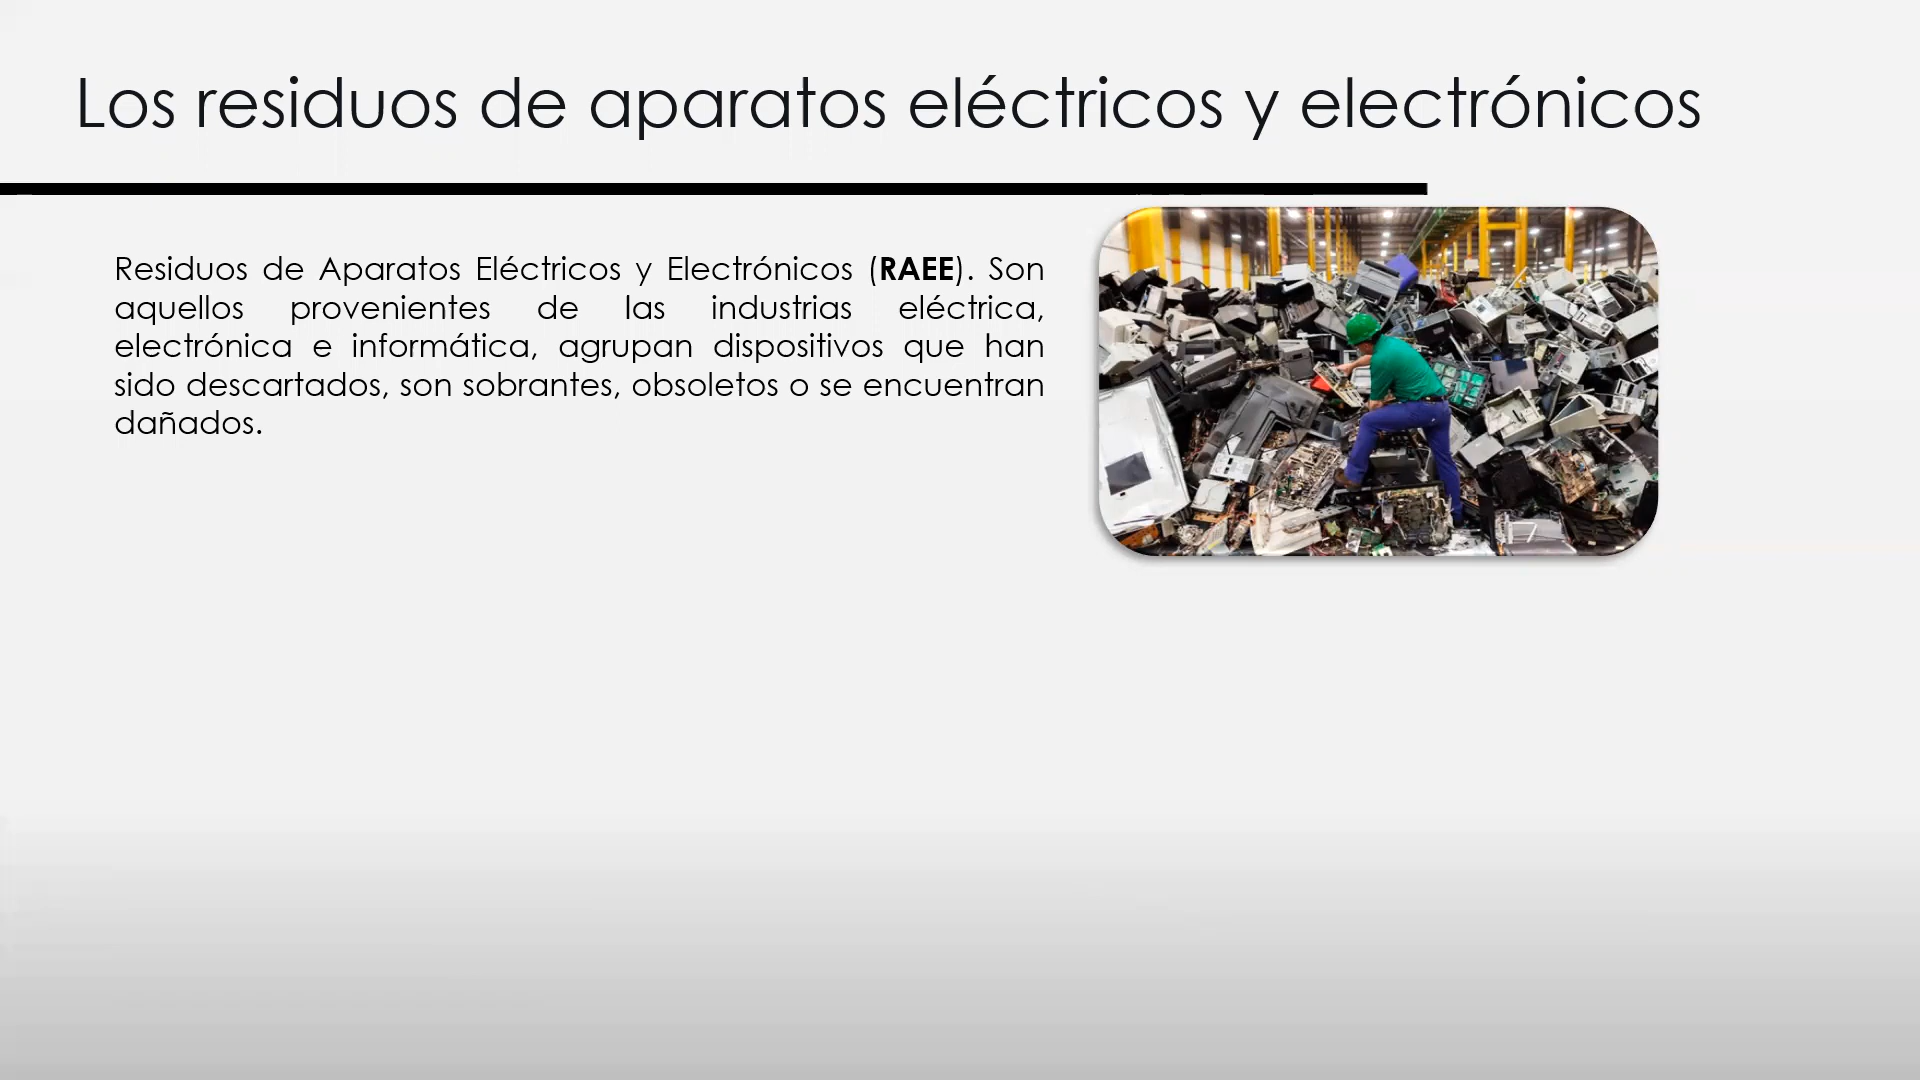 Los residuos de aparatos eléctricos y electrónicos
Residuos de Aparatos Eléctricos y Electrónicos (RAEE). Son
aquellos provenientes de las industrias eléctrica,
electrónica e informática, agrupan dispositivos que han
sido descartados, son sobrantes, obsoletos o se encuentran
dañados.